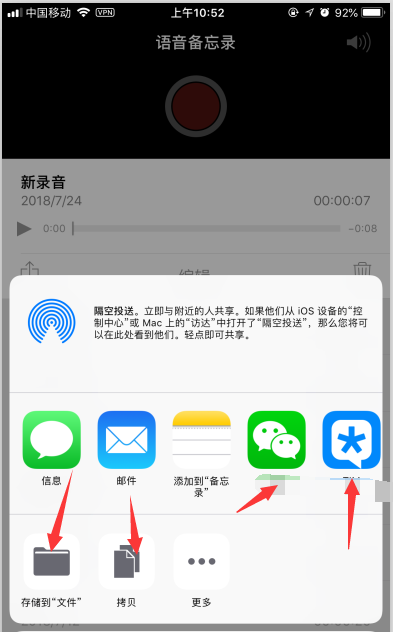 中国移动 VPN 上午10:52 92%
语音备忘录
新录音
2018/7/24 00:00:07
0:00 -0:08
编辑
隔空投送。立即与附近的人共享。如果他们从 iOS 设备的“控
制中心”或 Mac 上的“访达”中打开了“隔空投送”，那么您将可
以在此处看到他们。轻点即可共享。
信息 邮件 添加到“备忘
录”
存储到“文件” 拷贝 更多